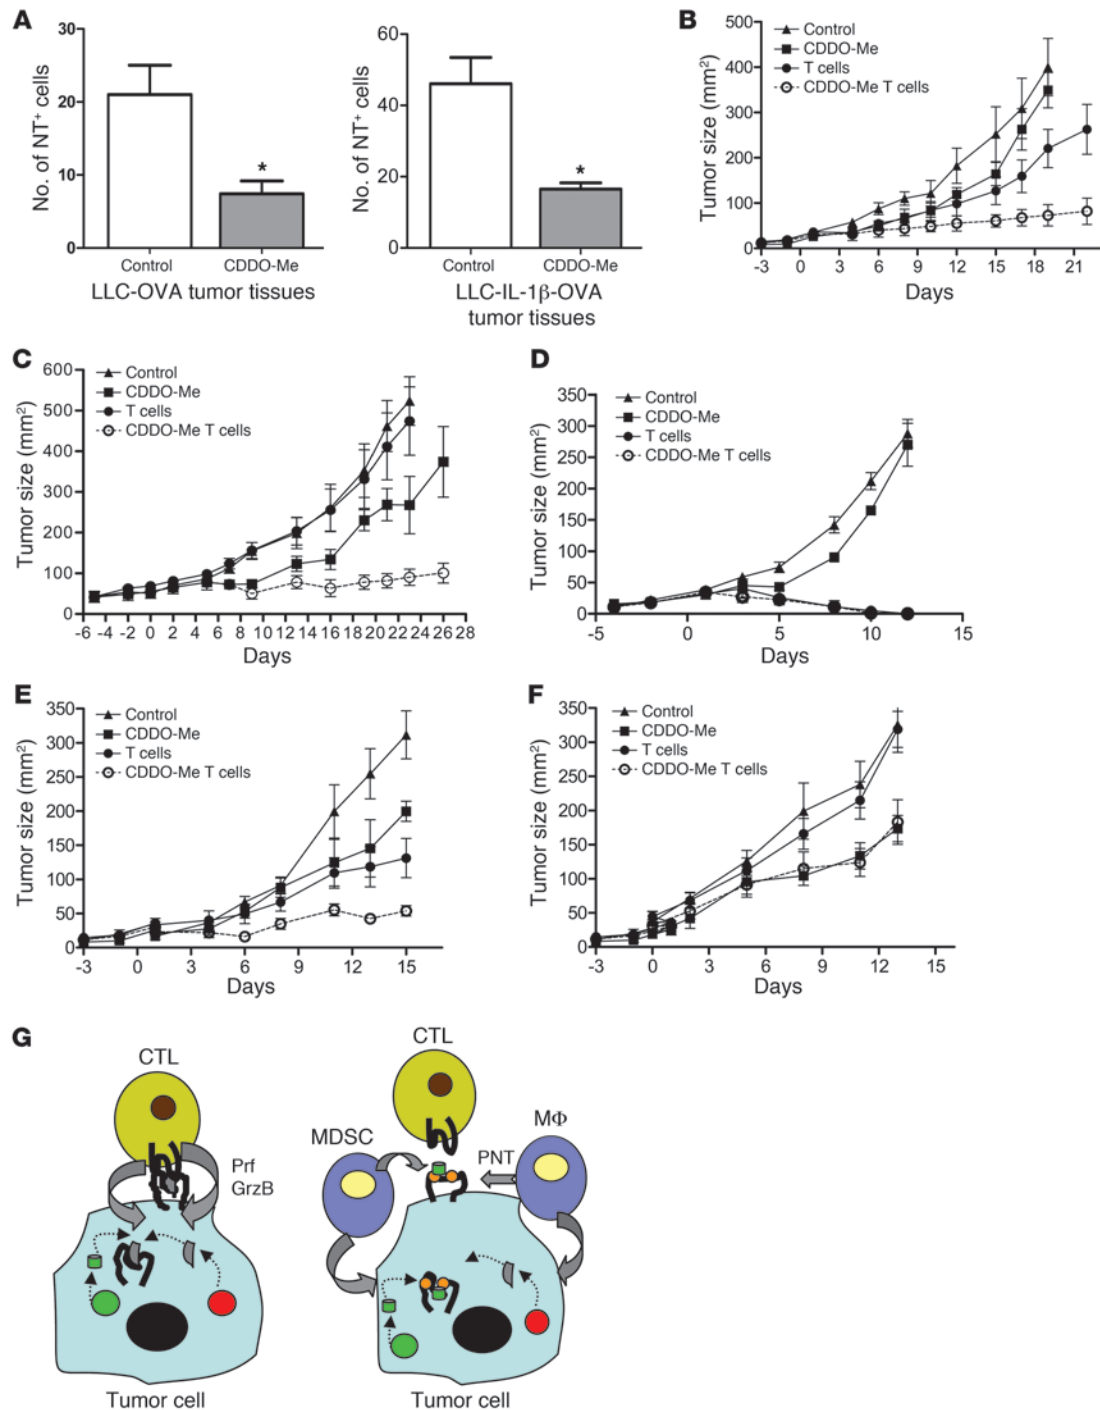 A
30
20
10
0
No. of NT+ cells
*
Control
CDDO-Me
LLC-OVA tumor tissues
60
40
20
0
No. of NT+ cells
*
Control
CDDO-Me
LLC-IL-1β-OVA
tumor tissues
B
500
400
300
200
100
0
Tumor size (mm²)
Control
CDDO-Me
T cells
CDDO-Me T cells
-3 0 3 6 9 12 15 18 21
Days
C
600
500
400
300
200
100
0
Tumor size (mm²)
Control
CDDO-Me
T cells
CDDO-Me T cells
-6 -4 -2 0 2 4 6 8 10 12 14 16 18 20 22 24 26 28
Days
D
350
300
250
200
150
100
50
0
Tumor size (mm²)
Control
CDDO-Me
T cells
CDDO-Me T cells
-5 0 5 10 15
Days
E
350
300
250
200
150
100
50
0
Tumor size (mm²)
Control
CDDO-Me
T cells
CDDO-Me T cells
-3 0 3 6 9 12 15
Days
F
350
300
250
200
150
100
50
0
Tumor size (mm²)
Control
CDDO-Me
T cells
CDDO-Me T cells
-3 0 3 6 9 12 15
Days
G
CTL
Prf
GrzB
Tumor cell
CTL
MDSC
MΦ
PNT
Tumor cell